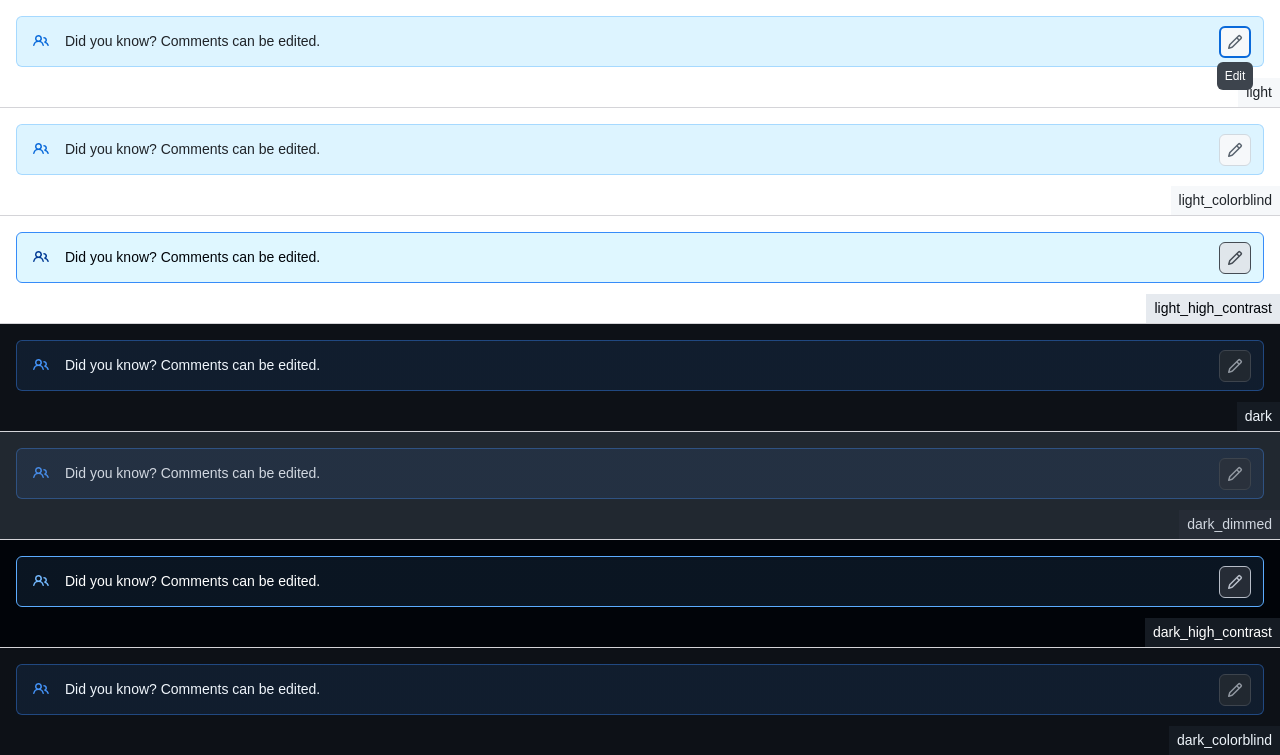 Did you know? Comments can be edited.
Edit
light
Did you know? Comments can be edited.
light_colorblind
Did you know? Comments can be edited.
light_high_contrast
Did you know? Comments can be edited.
dark
Did you know? Comments can be edited.
dark_dimmed
Did you know? Comments can be edited.
dark_high_contrast
Did you know? Comments can be edited.
dark_colorblind